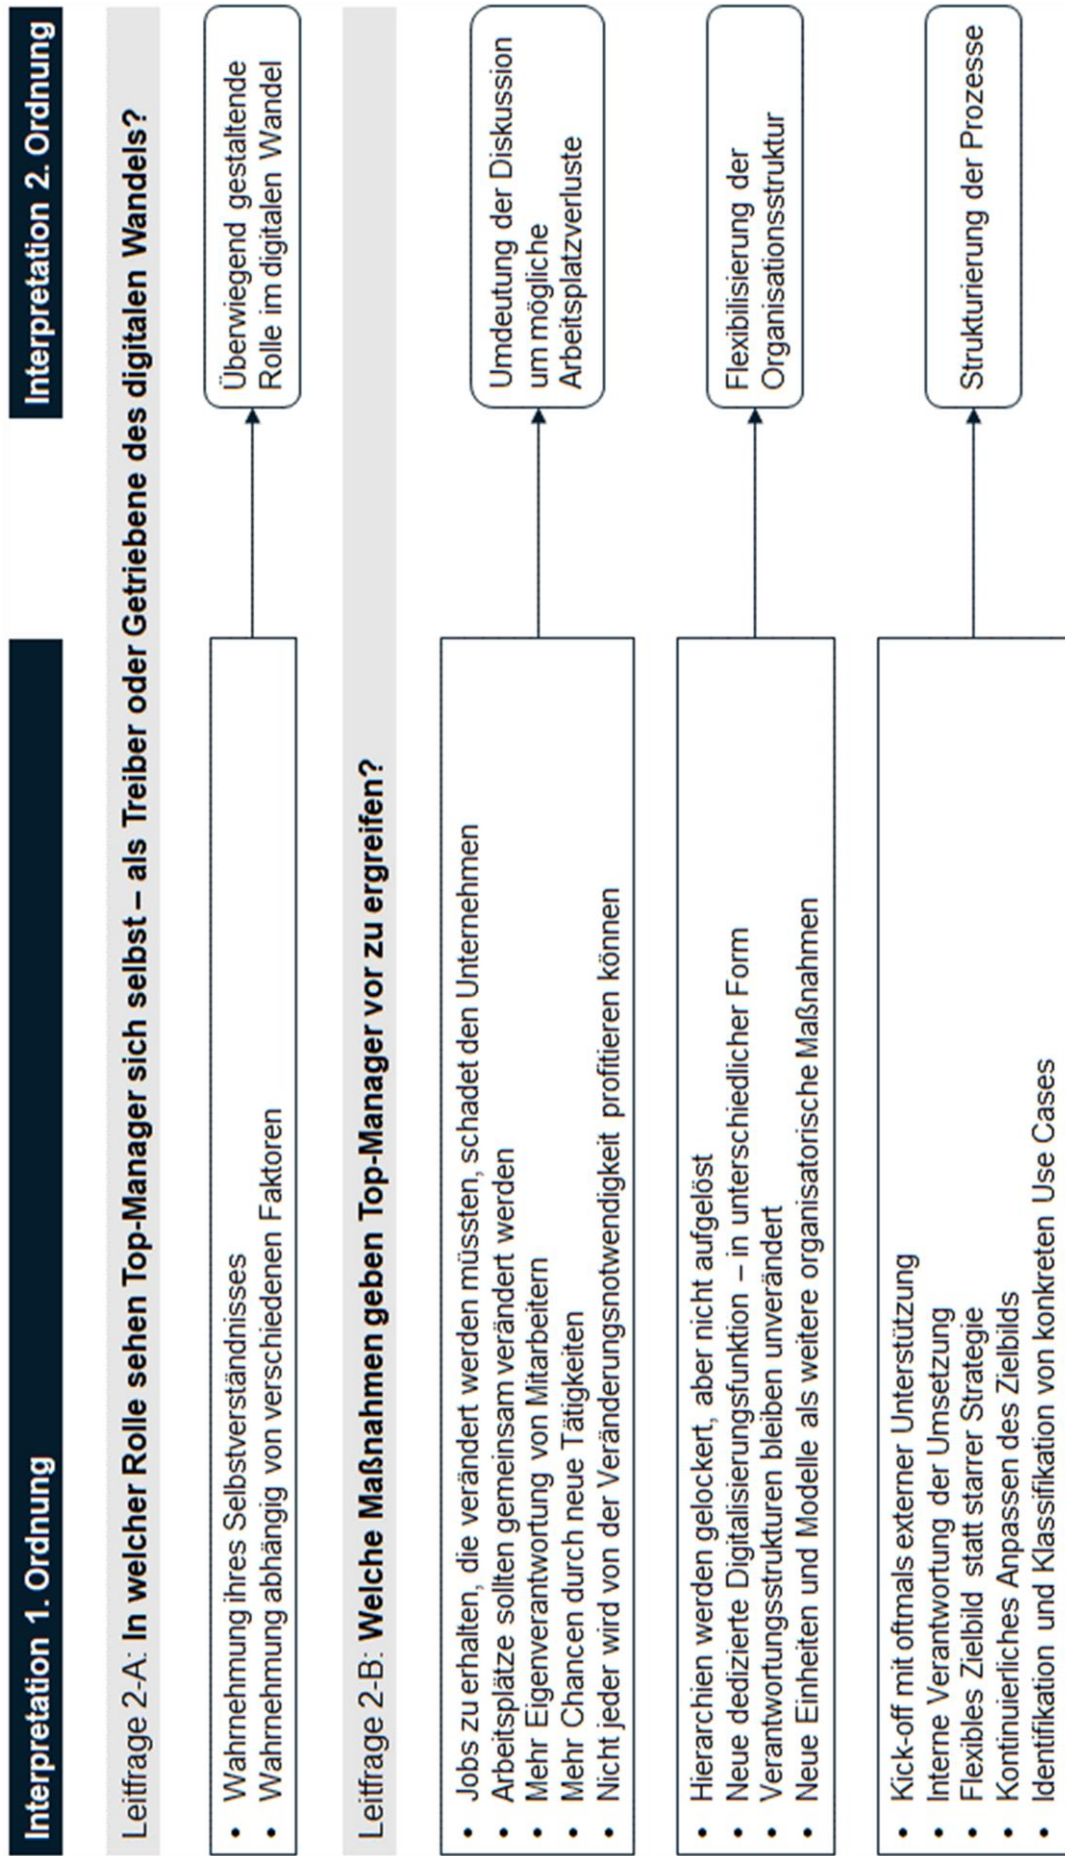 Interpretation 1. Ordnung
Interpretation 2. Ordnung
Leitfrage 2-A: In welcher Rolle sehen Top-Manager sich selbst – als Treiber oder Getriebene des digitalen Wandels?
• Wahrnehmung ihres Selbstverständnisses
• Wahrnehmung abhängig von verschiedenen Faktoren
Überwiegend gestaltende
Rolle im digitalen Wandel
Leitfrage 2-B: Welche Maßnahmen geben Top-Manager vor zu ergreifen?
• Jobs zu erhalten, die verändert werden müssten, schadet den Unternehmen
• Arbeitsplätze sollten gemeinsam verändert werden
• Mehr Eigenverantwortung von Mitarbeitern
• Mehr Chancen durch neue Tätigkeiten
• Nicht jeder wird von der Veränderungsnotwendigkeit profitieren können
Umdeutung der Diskussion
um mögliche
Arbeitsplatzverluste
• Hierarchien werden gelockert, aber nicht aufgelöst
• Neue dedizierte Digitalisierungsfunktion – in unterschiedlicher Form
• Verantwortungsstrukturen bleiben unverändert
• Neue Einheiten und Modelle als weitere organisatorische Maßnahmen
Flexibilisierung der
Organisationsstruktur
• Kick-off mit oftmals externer Unterstützung
• Interne Verantwortung der Umsetzung
• Flexibles Zielbild statt starrer Strategie
• Kontinuierliches Anpassen des Zielbilds
• Identifikation und Klassifikation von konkreten Use Cases
Strukturierung der Prozesse